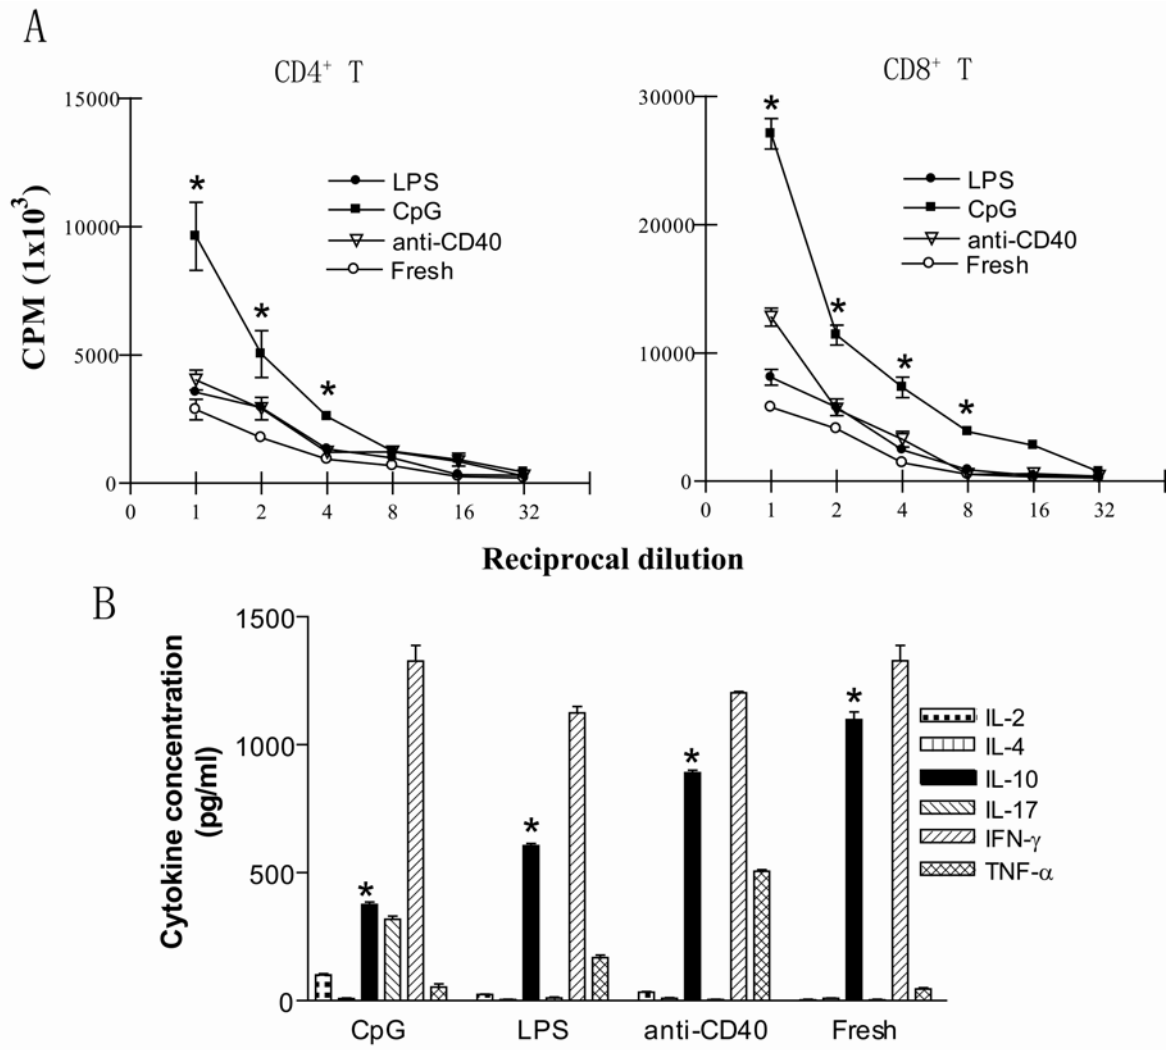 A
CD4⁺ T
CD8⁺ T
15000
10000
5000
0
CPM (1x10³)
LPS
CpG
anti-CD40
Fresh
0 1 2 4 8 16 32
30000
20000
10000
0
LPS
CpG
anti-CD40
Fresh
0 1 2 4 8 16 32
* * *
* * * *
Reciprocal dilution
B
Cytokine concentration
(pg/ml)
1500
1000
500
0
* * * *
IL-2
IL-4
IL-10
IL-17
IFN-γ
TNF-α
CpG LPS anti-CD40 Fresh